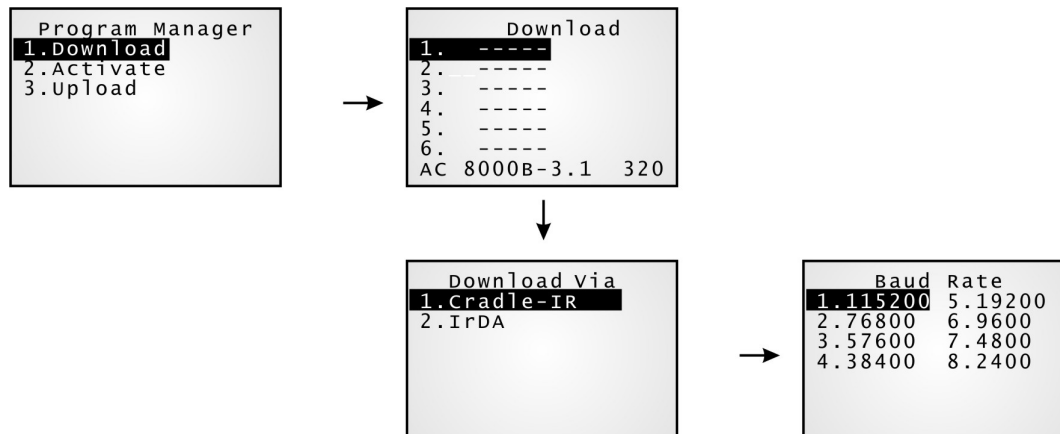 Program Manager
1.Download
2.Activate
3.Upload
Download
1. -----
2. -----
3. -----
4. -----
5. -----
6. -----
AC 8000B-3.1 320
Download Via
1.Cradle-IR
2.IrDA
Baud Rate
1.115200 5.19200
2.76800 6.9600
3.57600 7.4800
4.38400 8.2400